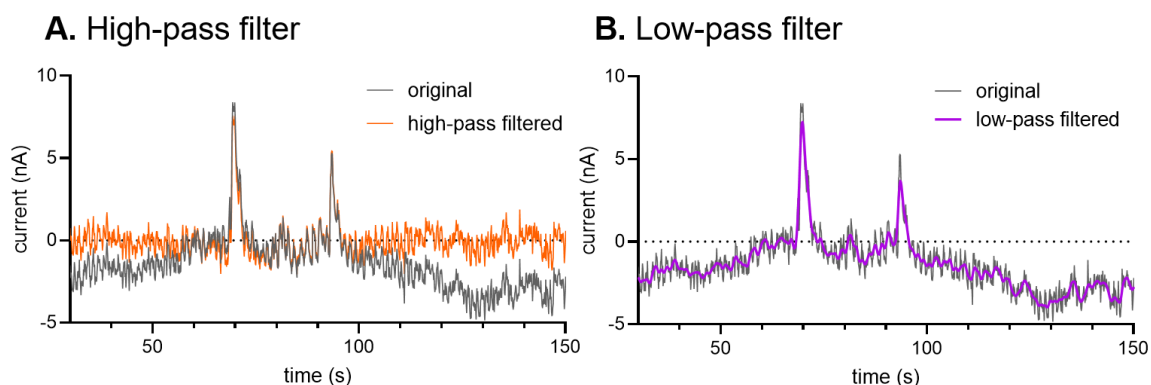 A. High-pass filter
10
5
0
-5
current (nA)
original
high-pass filtered
50
100
150
time (s)
B. Low-pass filter
10
5
0
-5
current (nA)
original
low-pass filtered
50
100
150
time (s)